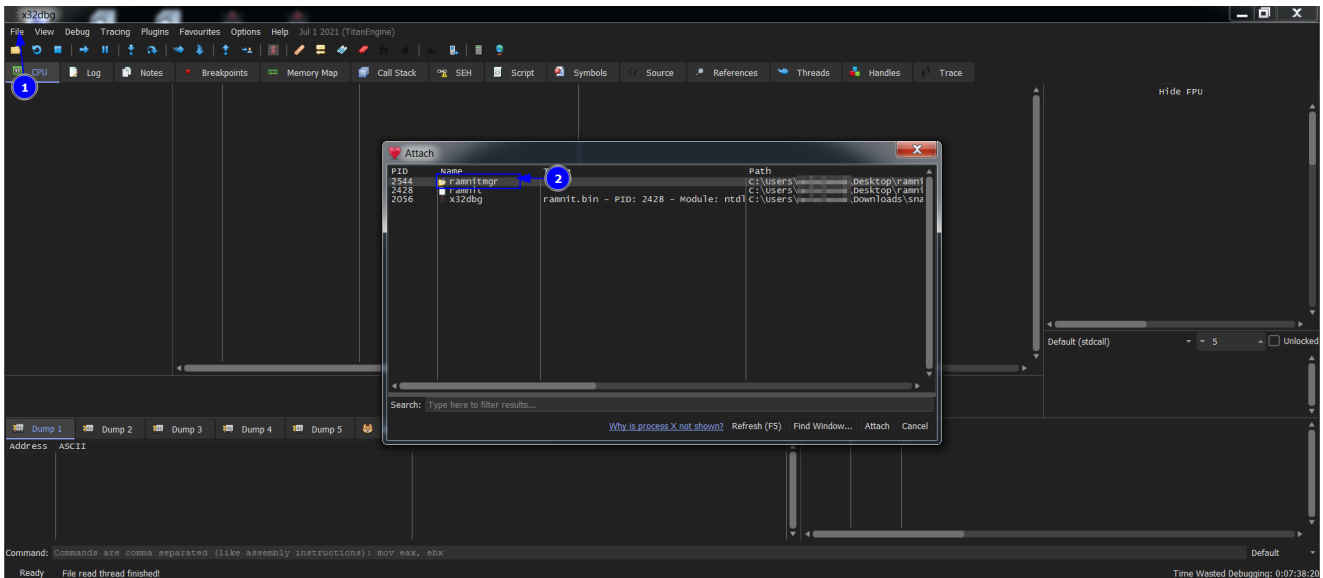 x32dbg
File View Debug Tracing Plugins Favourites Options Help Jul 1 2021 (TitanEngine)
CPU Log Notes Breakpoints Memory Map Call Stack SEH Script Symbols Source References Threads Handles Trace
1
Hide FPU
Attach
PID Name Path
2
2544 ramnitmgr C:\Users\ \Desktop\ramni
2428 ramnit C:\Users\ \Desktop\ramni
2056 x32dbg ramnit.bin - PID: 2428 - Module: ntdl C:\Users\ \Downloads\sna
Default (stdcall) 5 Unlocked
Search: Type here to filter results...
Why is process X not shown? Refresh (F5) Find Window... Attach Cancel
Dump 1 Dump 2 Dump 3 Dump 4 Dump 5
Address ASCII
Command: Commands are comma separated (like assembly instructions): mov eax, ebx Default
Ready File read thread finished! Time Wasted Debugging: 0:07:38:20